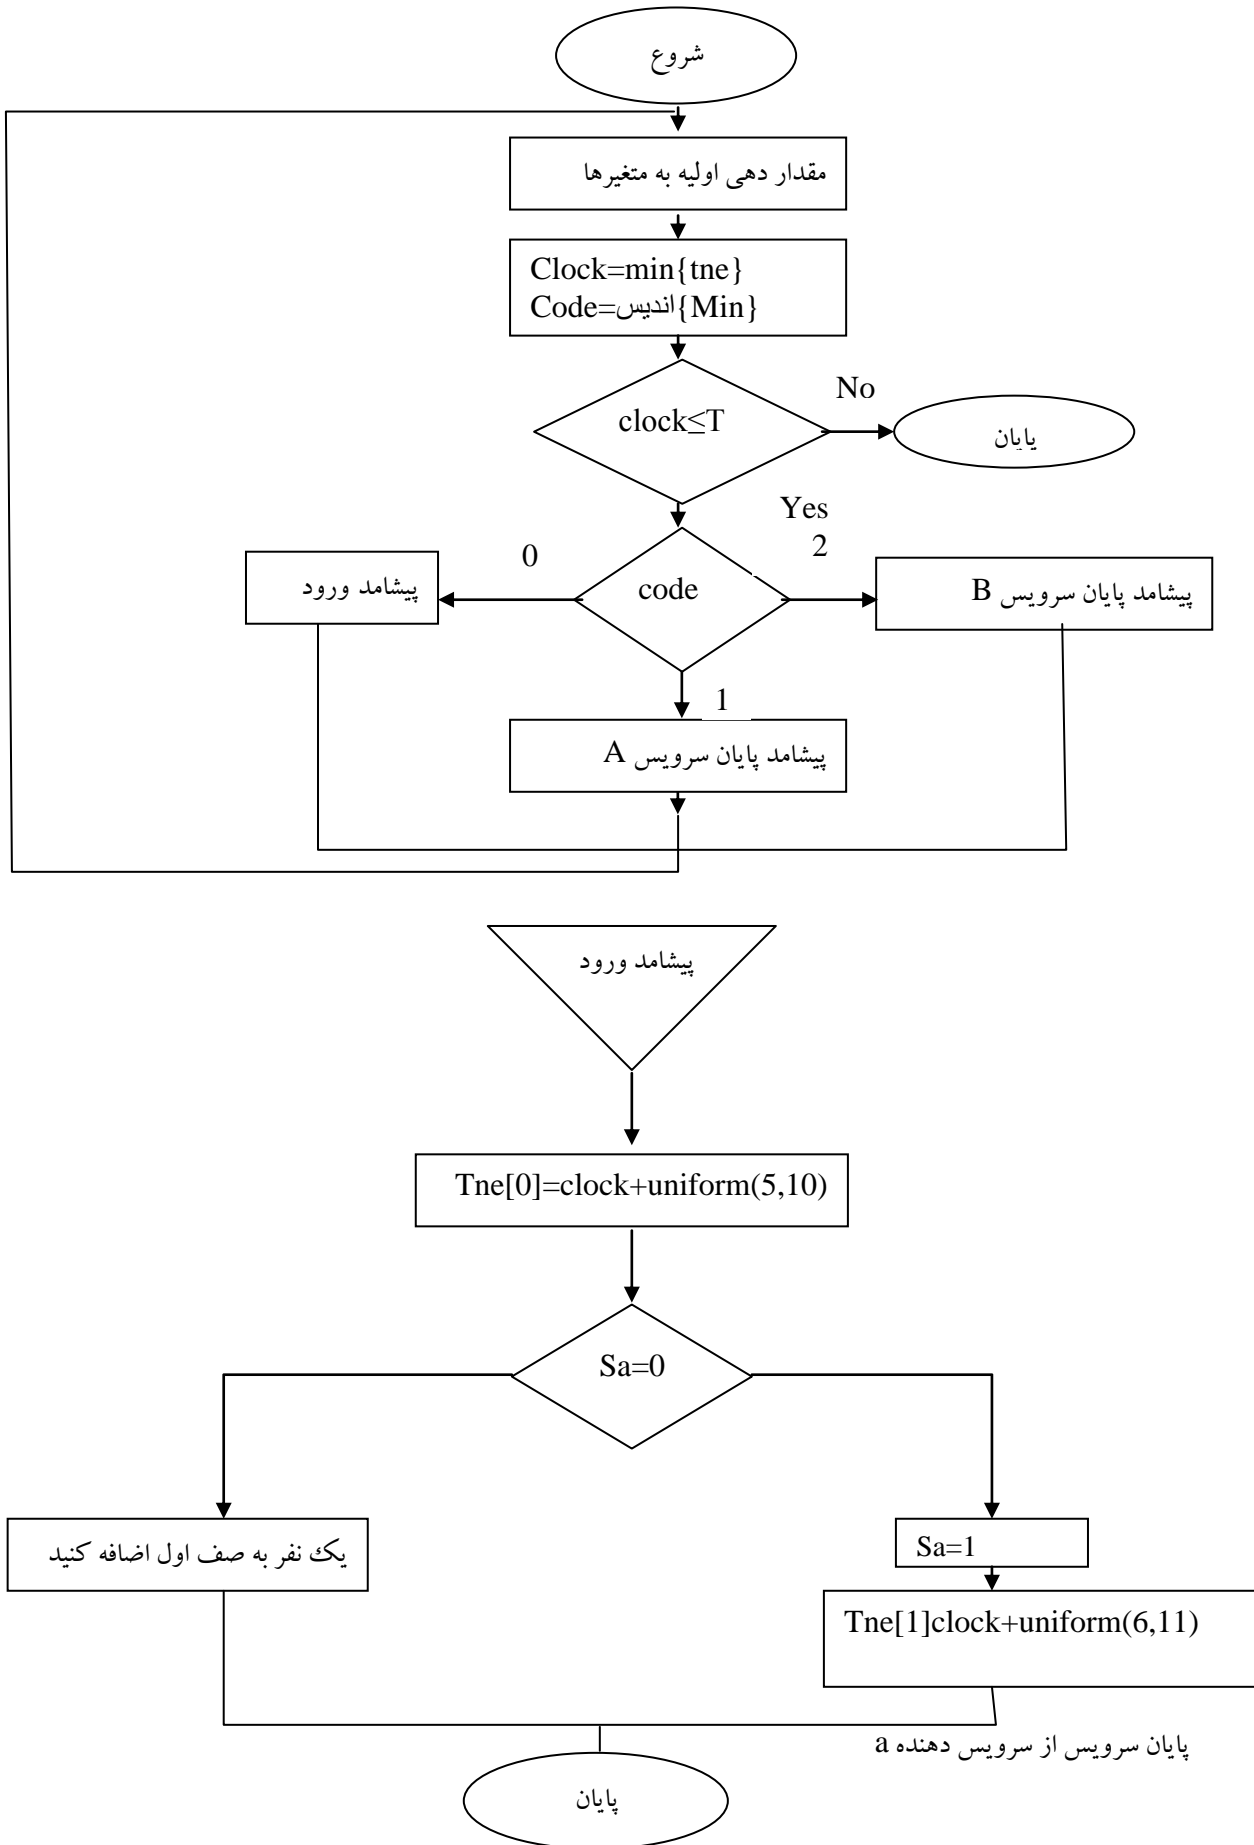 شروع
مقدار دهی اولیه به متغیرها
Clock=min{tne}
Code=اندیس{Min}
clock≤T
No
پایان
Yes
2
0
code
پیشامد ورود
پیشامد پایان سرویس B
1
پیشامد پایان سرویس A
پیشامد ورود
Tne[0]=clock+uniform(5,10)
Sa=0
یک نفر به صف اول اضافه کنید
Sa=1
Tne[1]clock+uniform(6,11)
پایان سرویس از سرویس دهنده a
پایان